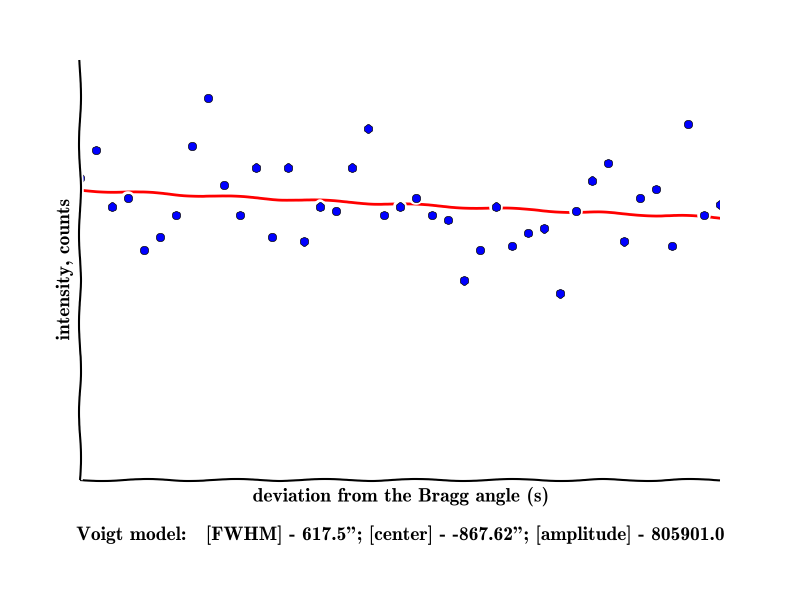 intensity, counts
deviation from the Bragg angle (s)
Voigt model: [FWHM] - 617.5”; [center] - -867.62”; [amplitude] - 805901.0